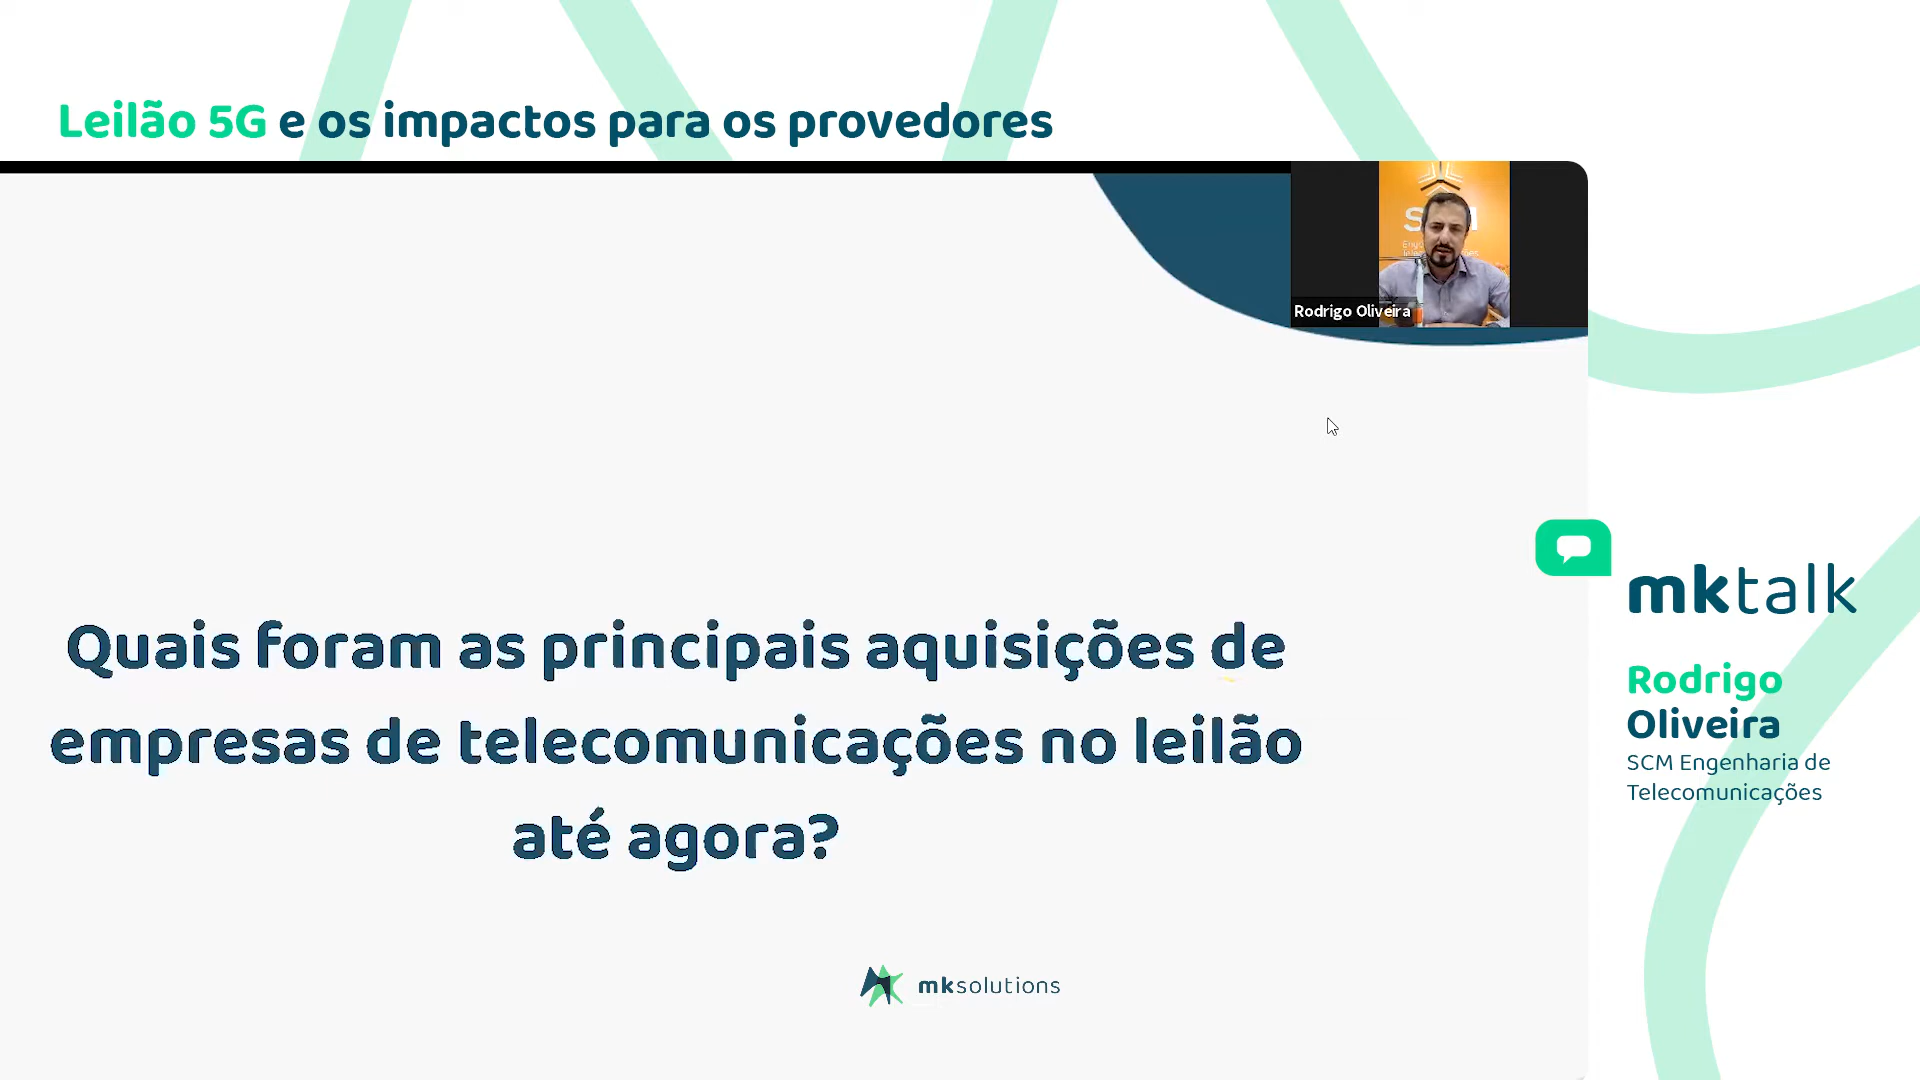 Leilão 5G e os impactos para os provedores
Rodrigo Oliveira
Quais foram as principais aquisições de
empresas de telecomunicações no leilão
até agora?
mktalk
Rodrigo
Oliveira
SCM Engenharia de
Telecomunicações
mksolutions